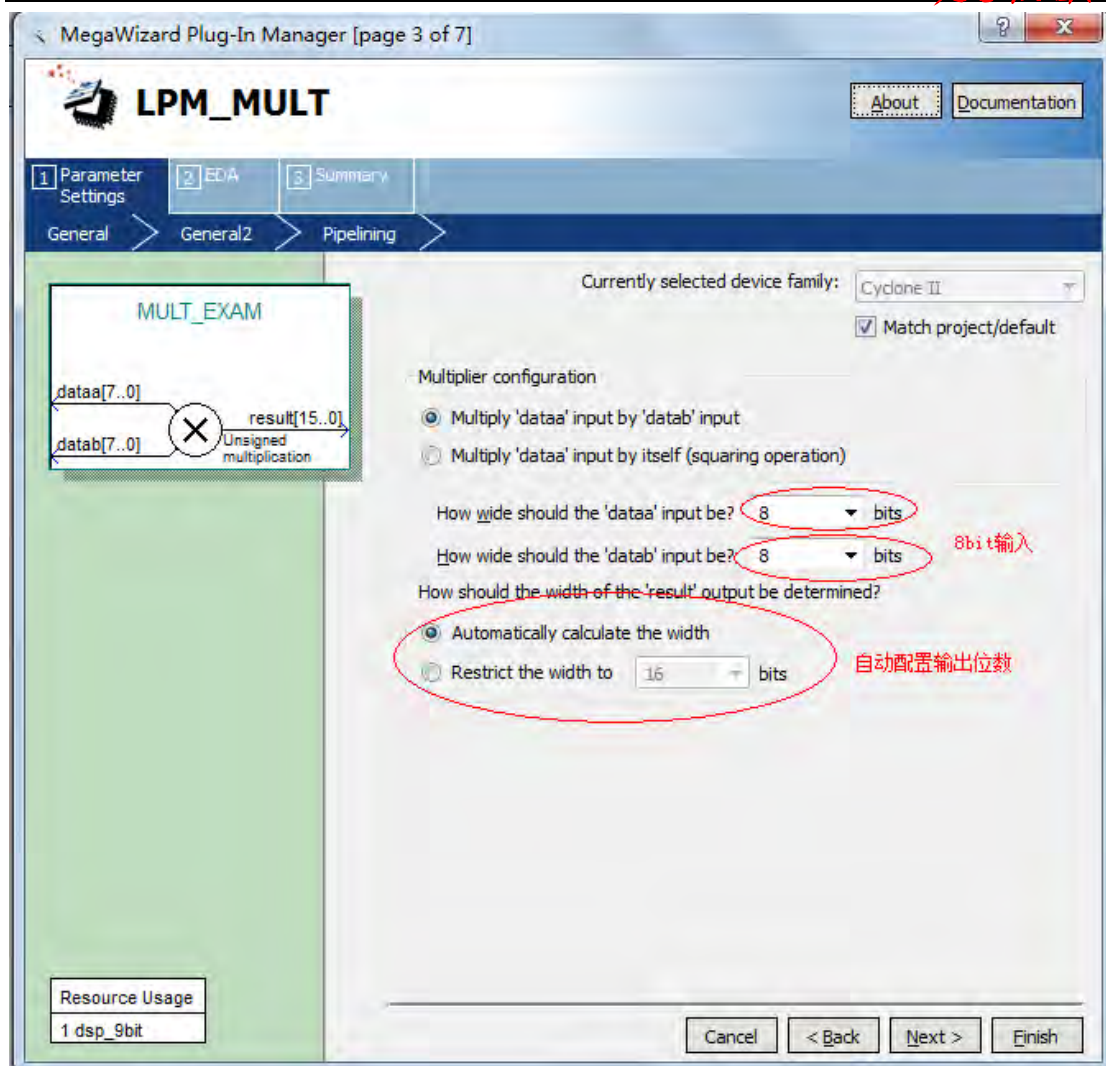 MegaWizard Plug-In Manager [page 3 of 7]
LPM_MULT
About
Documentation
1 Parameter Settings
2 EDA
3 Summary
General
General2
Pipelining
Currently selected device family:
Cyclone II
Match project/default
MULT_EXAM
dataa[7..0]
datab[7..0]
result[15..0]
Unsigned
multiplication
Multiplier configuration
Multiply 'dataa' input by 'datab' input
Multiply 'dataa' input by itself (squaring operation)
How wide should the 'dataa' input be? 8 bits
How wide should the 'datab' input be? 8 bits
8bit输入
How should the width of the 'result' output be determined?
Automatically calculate the width
Restrict the width to 16 bits
自动配置输出位数
Resource Usage
1 dsp_9bit
Cancel
< Back
Next >
Finish